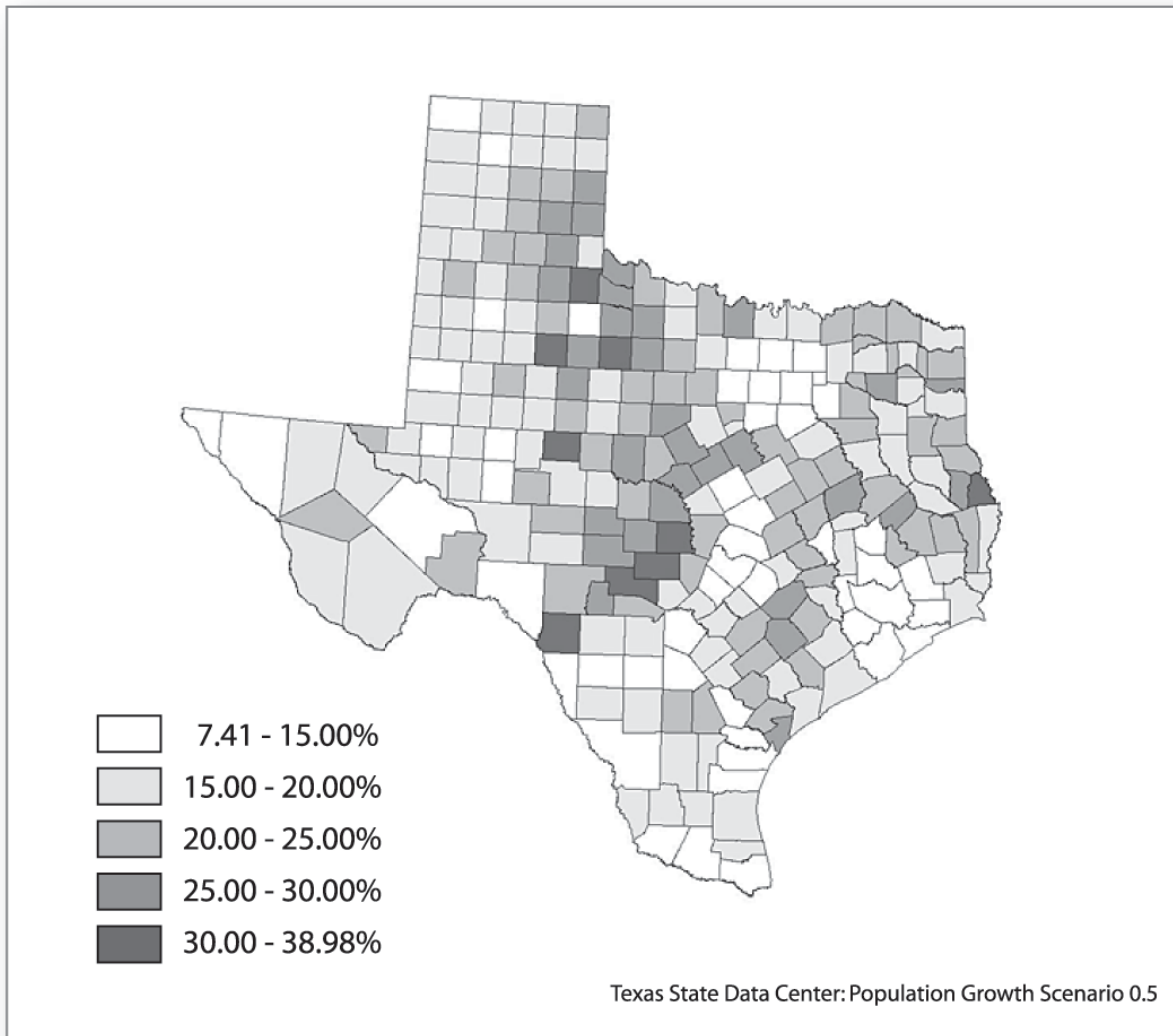 7.41 - 15.00%
15.00 - 20.00%
20.00 - 25.00%
25.00 - 30.00%
30.00 - 38.98%
Texas State Data Center: Population Growth Scenario 0.5